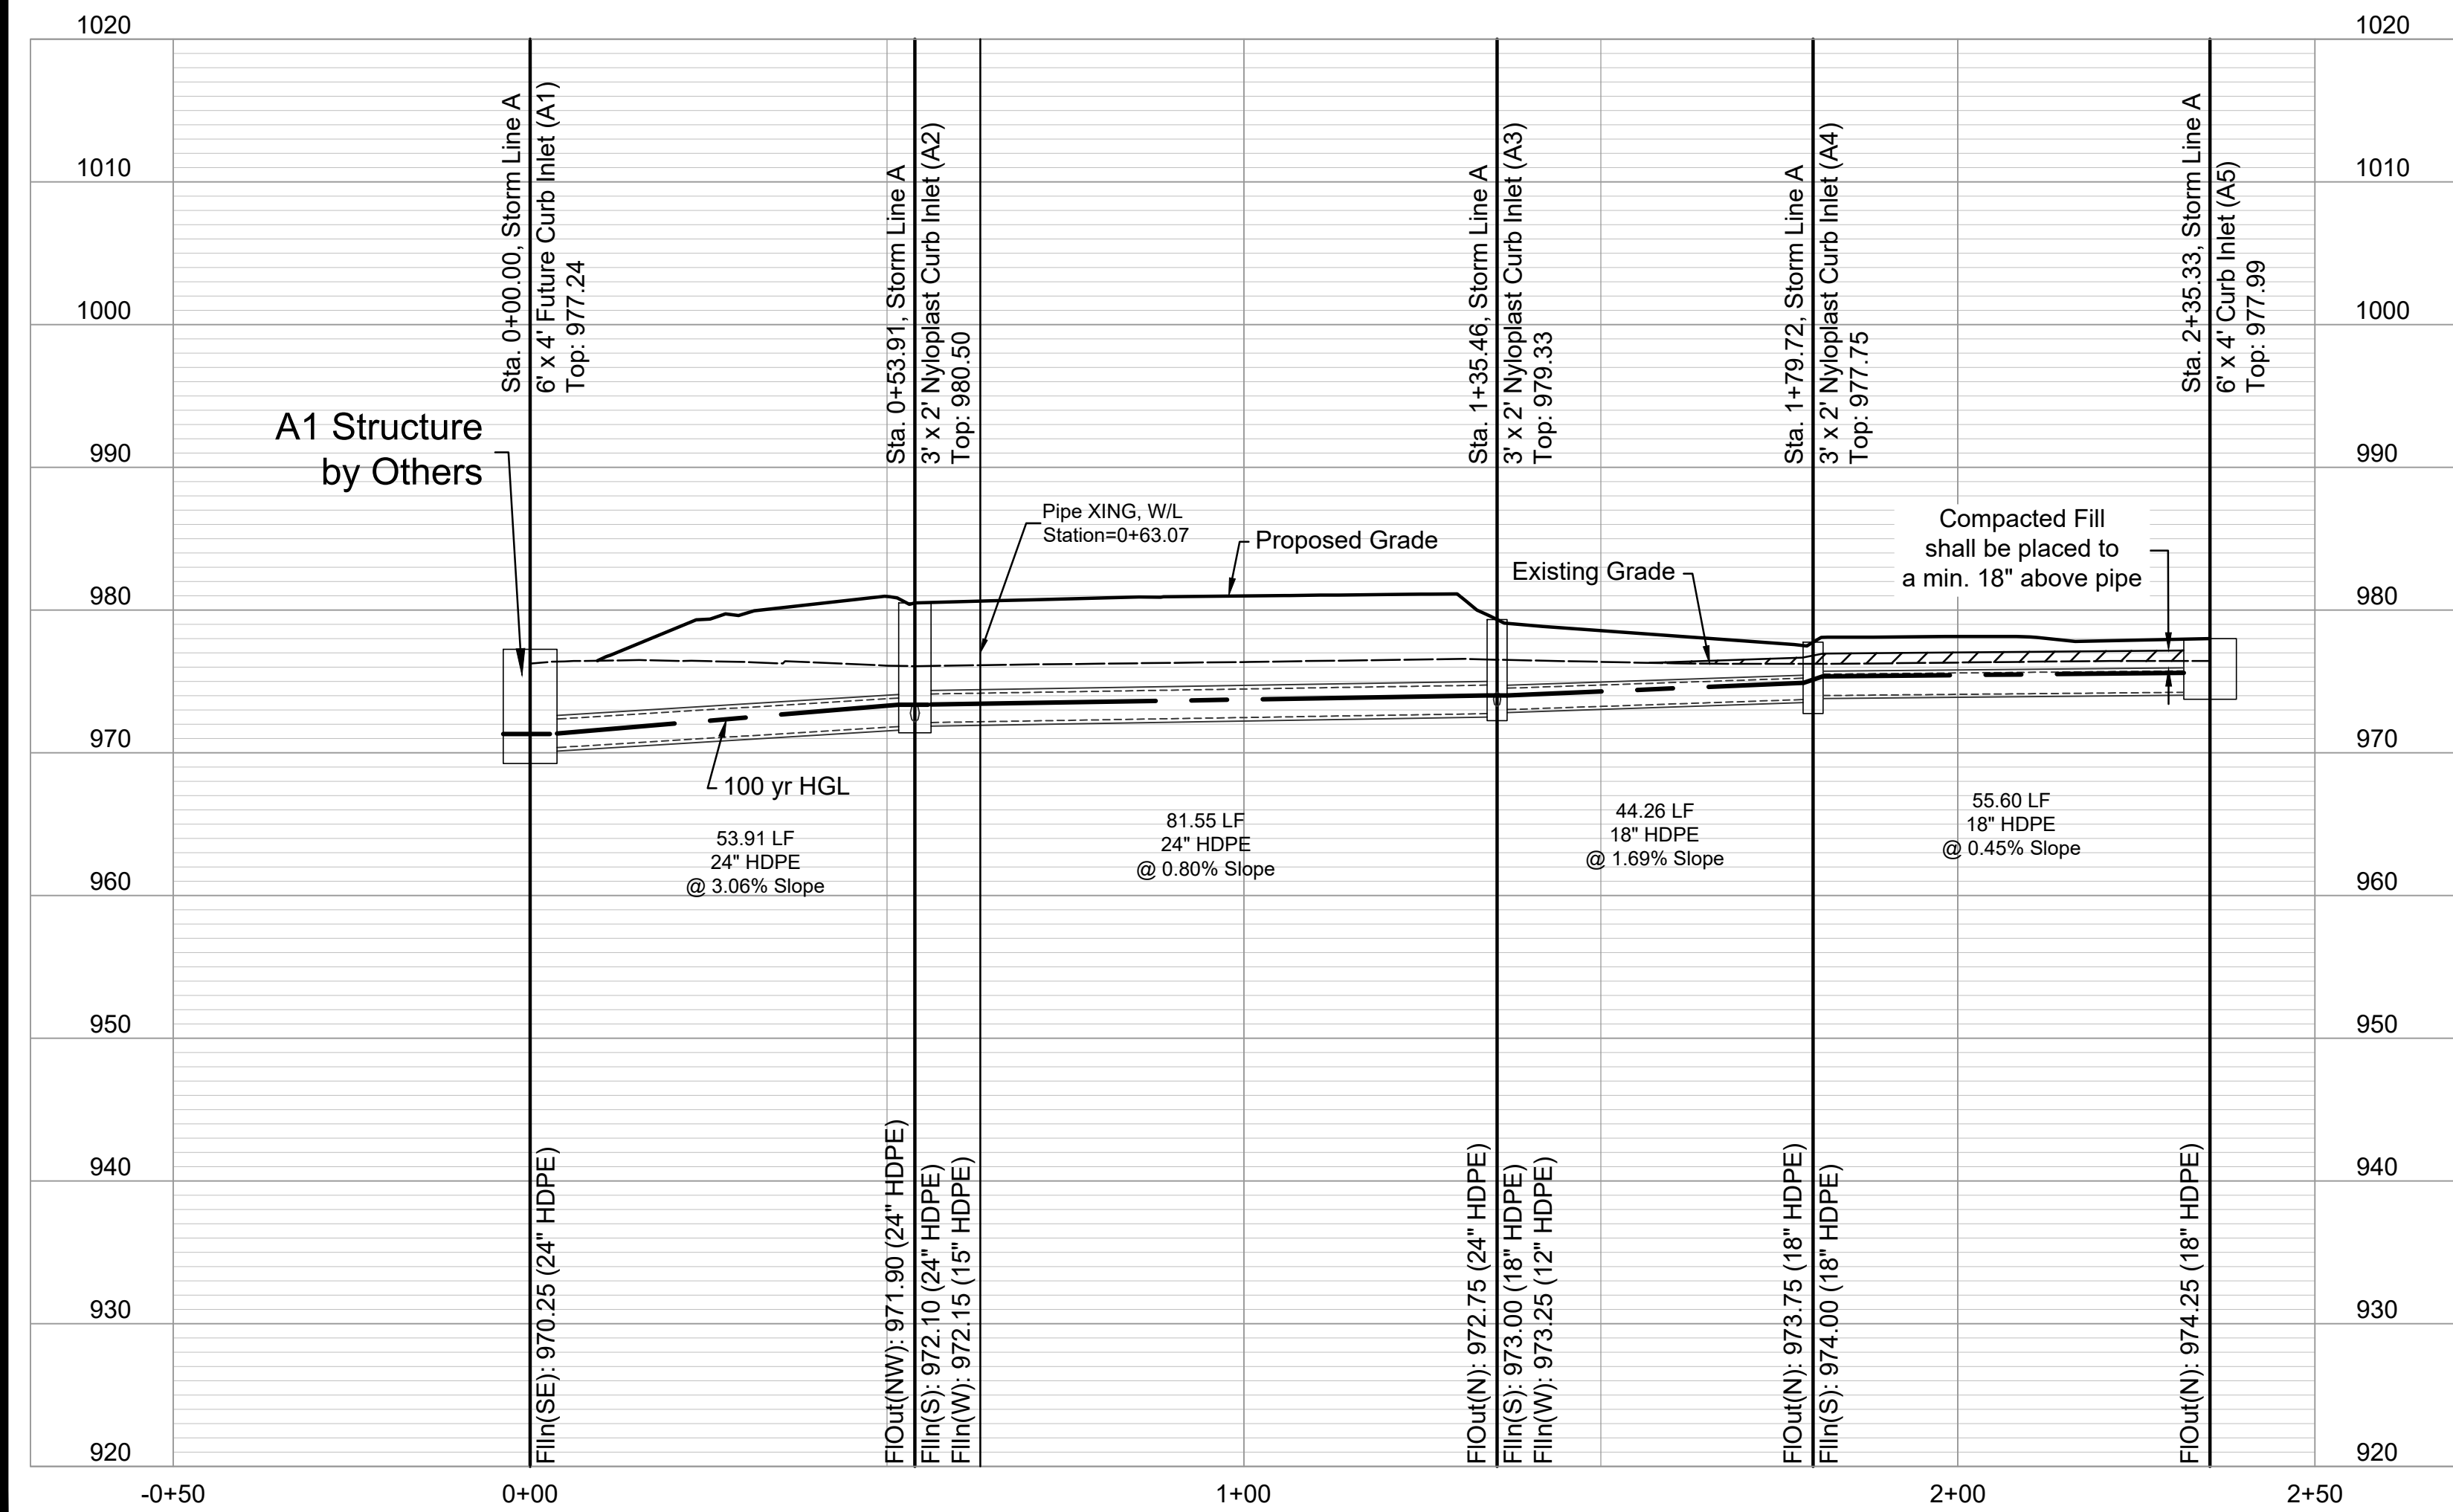 1020
1020
1010
1010
1000
1000
990
990
980
980
970
970
960
960
950
950
940
940
930
930
920
920
Sta. 0+00.00, Storm Line A
6' x 4' Future Curb Inlet (A1)
Top: 977.24
Sta. 0+53.91, Storm Line A
3' x 2' Nyloplast Curb Inlet (A2)
Top: 980.50
Sta. 1+35.46, Storm Line A
3' x 2' Nyloplast Curb Inlet (A3)
Top: 979.33
Sta. 1+79.72, Storm Line A
3' x 2' Nyloplast Curb Inlet (A4)
Top: 977.75
Sta. 2+35.33, Storm Line A
6' x 4' Curb Inlet (A5)
Top: 977.99
A1 Structure
by Others
Pipe XING, W/L
Station=0+63.07
Proposed Grade
Existing Grade
Compacted Fill
shall be placed to
a min. 18" above pipe
100 yr HGL
53.91 LF
24" HDPE
@ 3.06% Slope
81.55 LF
24" HDPE
@ 0.80% Slope
44.26 LF
18" HDPE
@ 1.69% Slope
55.60 LF
18" HDPE
@ 0.45% Slope
FlIn(SE): 970.25 (24" HDPE)
FlOut(NW): 971.90 (24" HDPE)
FlIn(S): 972.10 (24" HDPE)
FlIn(W): 972.15 (15" HDPE)
FlOut(N): 972.75 (24" HDPE)
FlIn(S): 973.00 (18" HDPE)
FlIn(W): 973.25 (12" HDPE)
FlOut(N): 973.75 (18" HDPE)
FlIn(S): 974.00 (18" HDPE)
FlOut(N): 974.25 (18" HDPE)
-0+50
0+00
1+00
2+00
2+50